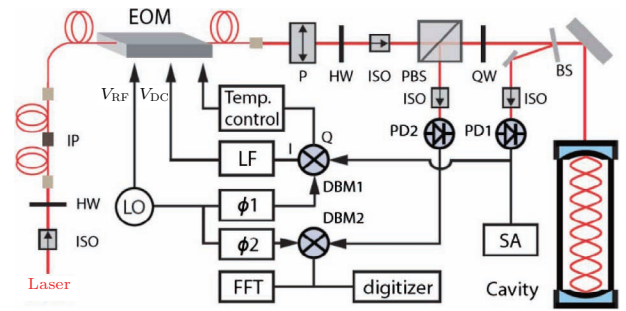 EOM
P
HW
ISO
PBS
QW
BS
V_RF V_DC
ISO
ISO
Temp.
control
PD2
PD1
IP
I
Q
LF
DBM1
HW
LO
ϕ1
DBM2
ISO
ϕ2
SA
Laser
FFT
digitizer
Cavity